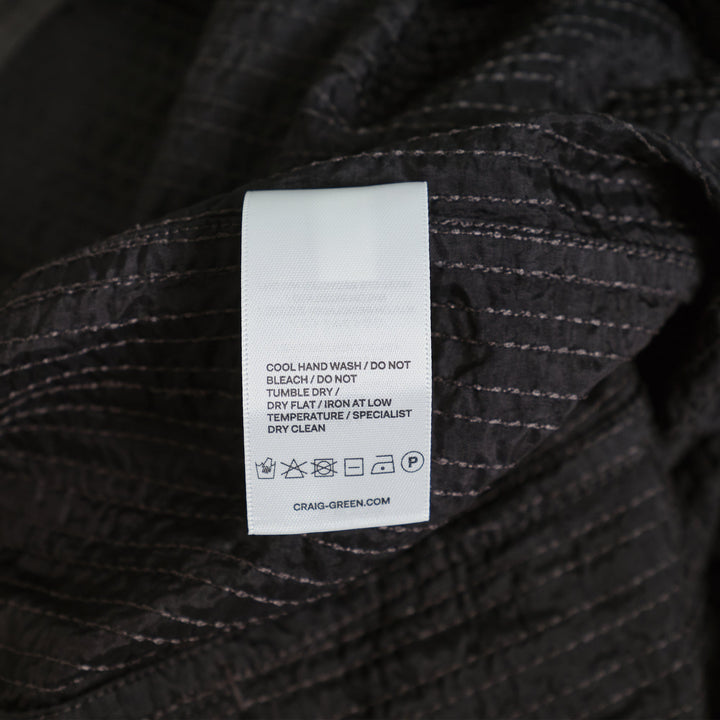 COOL HAND WASH / DO NOT
BLEACH / DO NOT
TUMBLE DRY /
DRY FLAT / IRON AT LOW
TEMPERATURE / SPECIALIST
DRY CLEAN
P
CRAIG-GREEN.COM